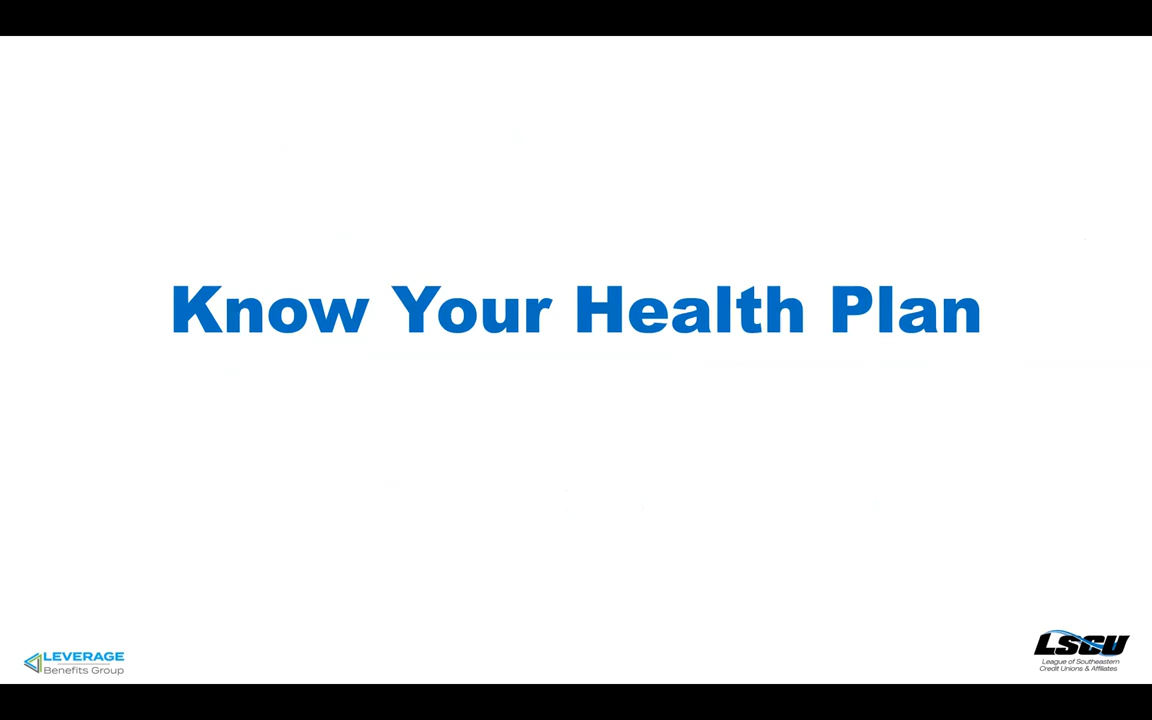 Know Your Health Plan
LEVERAGE
Benefits Group
LSCU
League of Southeastern
Credit Unions & Affiliates